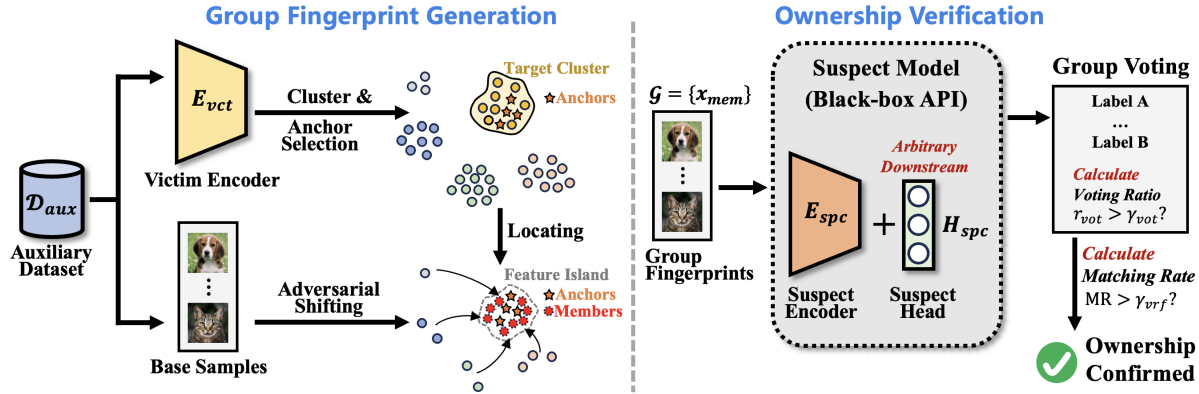 Group Fingerprint Generation
E_vct
Victim Encoder
Cluster &
Anchor
Selection
Target Cluster
Anchors
D_aux
Auxiliary
Dataset
Base Samples
Adversarial
Shifting
Locating
Feature Island
Anchors
Members
Ownership Verification
𝒢 = {x_mem}
Group
Fingerprints
Suspect Model
(Black-box API)
Arbitrary
Downstream
E_spc
+
H_spc
Suspect
Encoder
Suspect
Head
Group Voting
Label A
...
Label B
Calculate
Voting Ratio
r_vot > γ_vot?
Calculate
Matching Rate
MR > γ_vrf?
Ownership
Confirmed